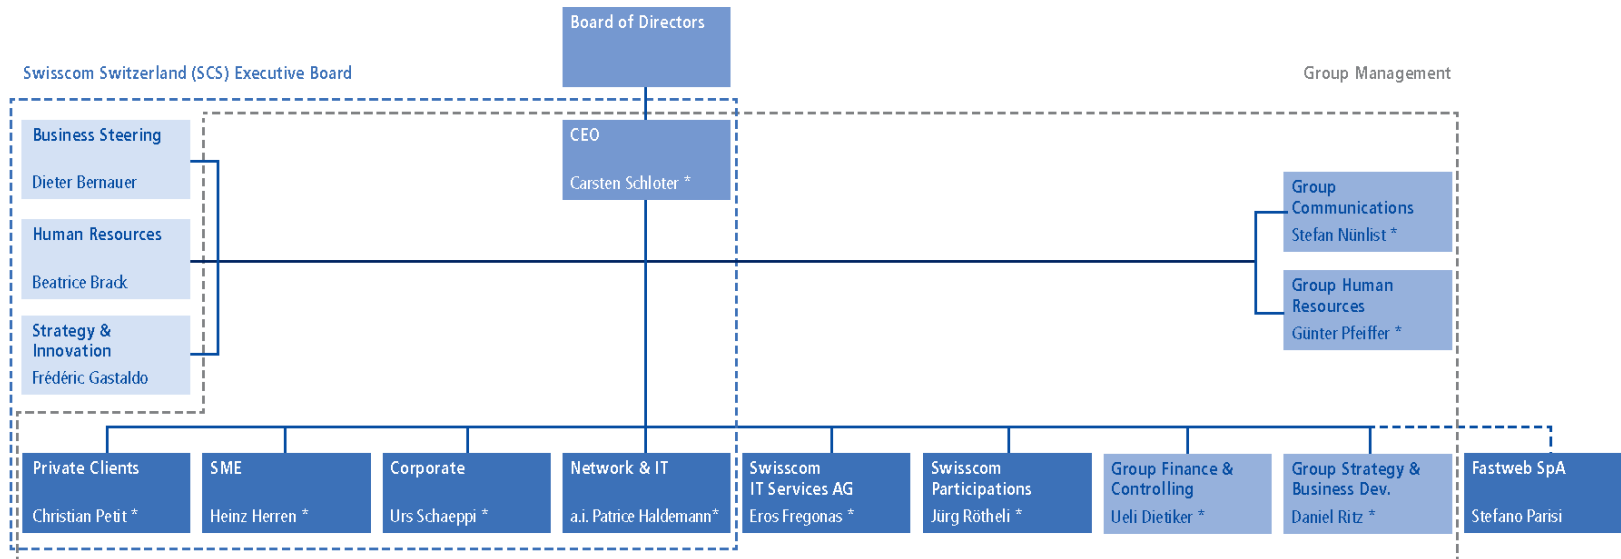 Board of Directors
Swisscom Switzerland (SCS) Executive Board
Group Management
Business Steering
Dieter Bernauer
CEO
Carsten Schloter *
Group
Communications
Stefan Nünlist *
Human Resources
Beatrice Brack
Group Human
Resources
Günter Pfeiffer *
Strategy &
Innovation
Frédéric Gastaldo
Private Clients
Christian Petit *
SME
Heinz Herren *
Corporate
Urs Schaeppi *
Network & IT
a.i. Patrice Haldemann*
Swisscom
IT Services AG
Eros Fregonas *
Swisscom
Participations
Jürg Rötheli *
Group Finance &
Controlling
Ueli Dietiker *
Group Strategy &
Business Dev.
Daniel Ritz *
Fastweb SpA
Stefano Parisi